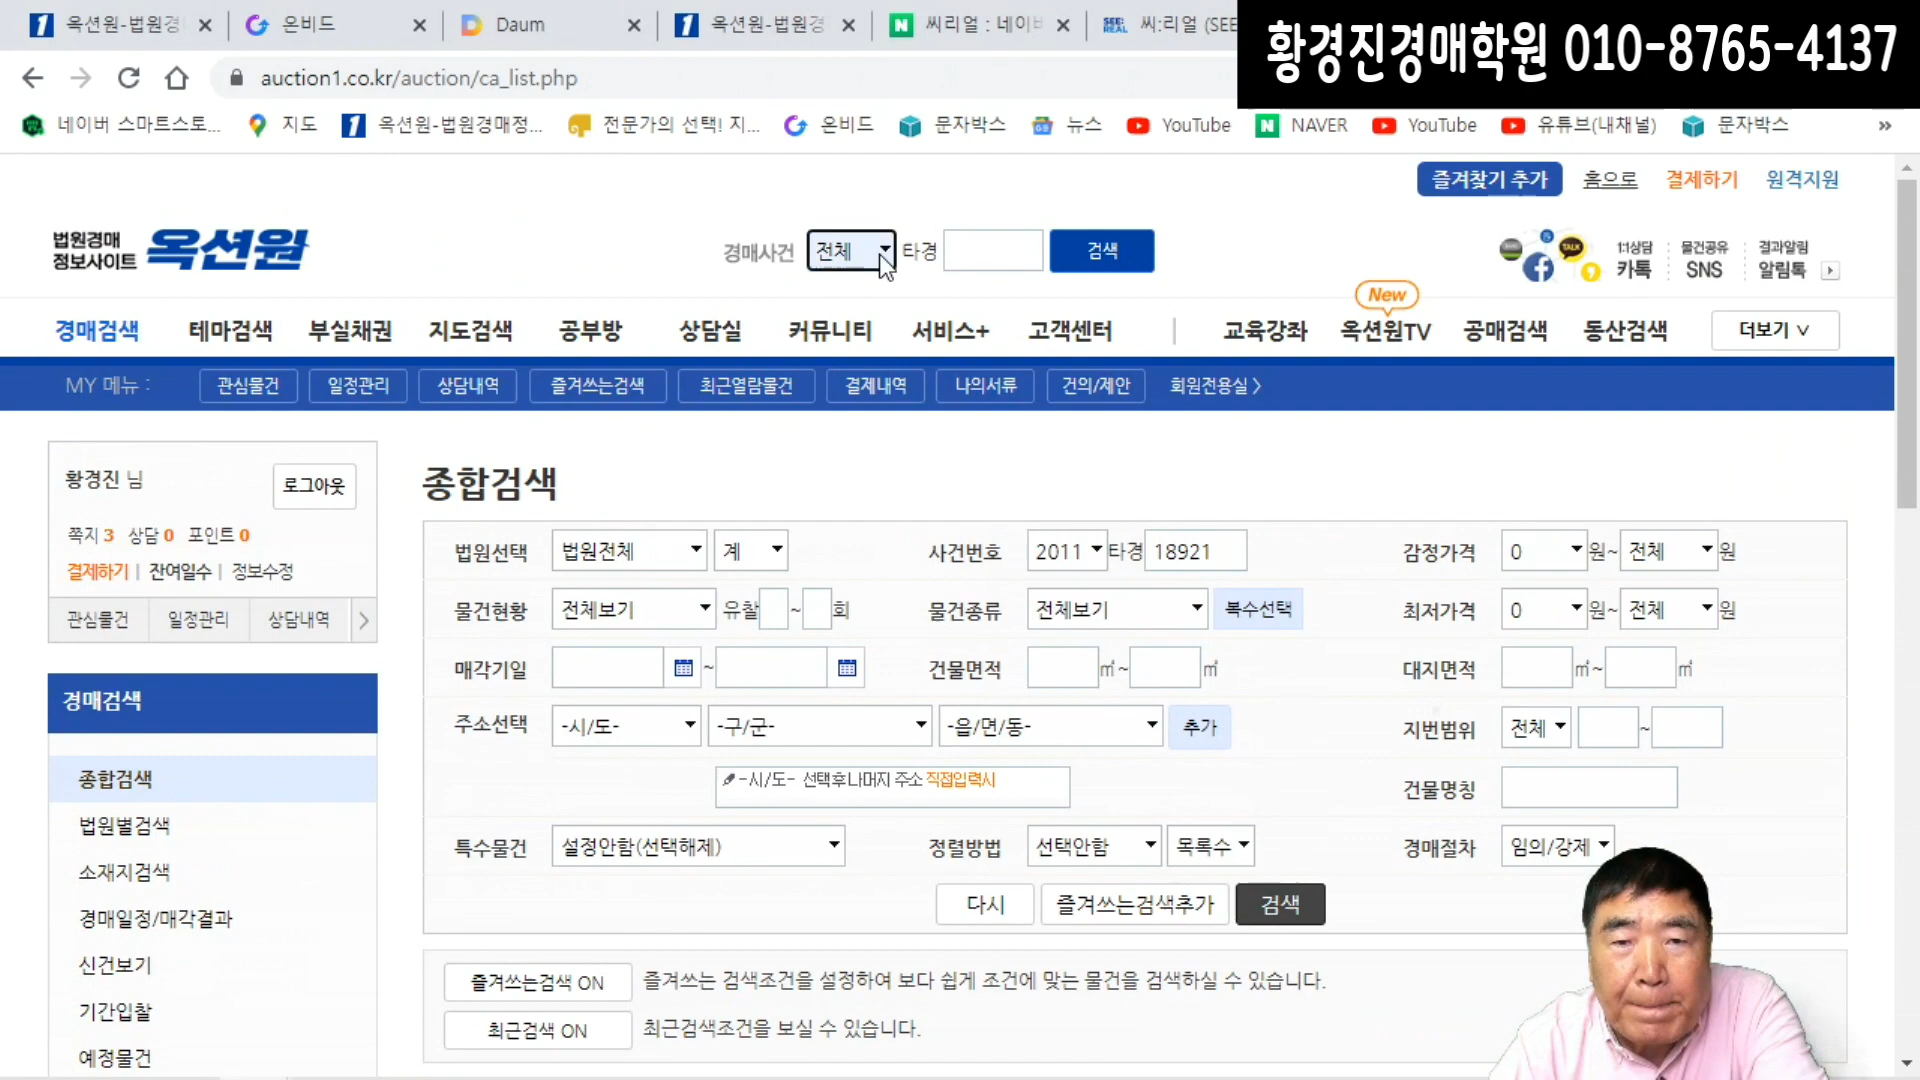 옥션원-법원경
온비드
Daum
옥션원-법원경
씨리얼 : 네이버
씨:리얼 (SEE
황경진경매학원 010-8765-4137
auction1.co.kr/auction/ca_list.php
네이버 스마트스토...
지도
옥션원-법원경매정...
전문가의 선택! 지...
온비드
문자박스
뉴스
YouTube
NAVER
YouTube
유튜브(내채널)
문자박스
»
즐겨찾기 추가 홈으로 결제하기 원격지원
법원경매
정보사이트
옥션원
경매사건 전체 타경 검색
1:1상담
카톡
물건공유
SNS
결과알림
알림톡
New
경매검색 테마검색 부실채권 지도검색 공부방 상담실 커뮤니티 서비스+ 고객센터 | 교육강좌 옥션원TV 공매검색 동산검색 더보기 ∨
MY 메뉴 : 관심물건 일정관리 상담내역 즐겨쓰는검색 최근열람물건 결제내역 나의서류 건의/제안 회원전용실 >
황경진 님 로그아웃
쪽지 3 상담 0 포인트 0
결제하기 | 잔여일수 | 정보수정
관심물건 일정관리 상담내역 >
경매검색
종합검색
법원별검색
소재지검색
경매일정/매각결과
신건보기
기간입찰
예정물건
종합검색
법원선택 법원전체 계 사건번호 2011 타경 18921 감정가격 0 원~ 전체 원
물건현황 전체보기 유찰 ~ 회 물건종류 전체보기 복수선택 최저가격 0 원~ 전체 원
매각기일 ~ 건물면적 ㎡~ ㎡ 대지면적 ㎡~ ㎡
주소선택 -시/도- -구/군- -읍/면/동- 추가 지번범위 전체 ~
-시/도- 선택후 나머지 주소 직접입력시 건물명칭
특수물건 설정안함(선택해제) 정렬방법 선택안함 목록수 경매절차 임의/강제
다시 즐겨쓰는검색추가 검색
즐겨쓰는검색 ON 즐겨쓰는 검색조건을 설정하여 보다 쉽게 조건에 맞는 물건을 검색하실 수 있습니다.
최근검색 ON 최근검색조건을 보실 수 있습니다.